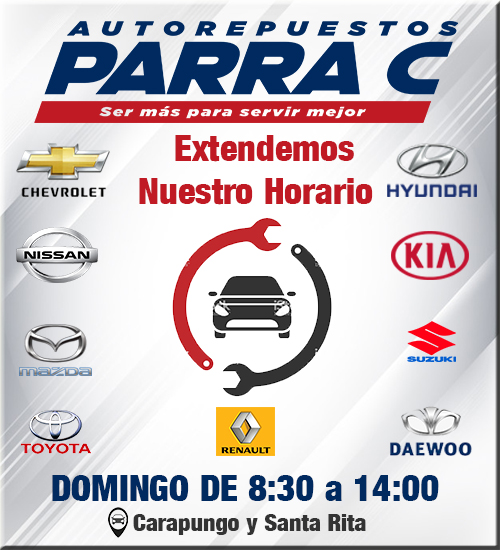 AUTOREPUESTOS
PARRA C
Ser más para servir mejor
Extendemos
Nuestro Horario
CHEVROLET
HYUNDAI
NISSAN
KIA
mazda
SUZUKI
TOYOTA
RENAULT
DAEWOO
DOMINGO DE 8:30 a 14:00
Carapungo y Santa Rita